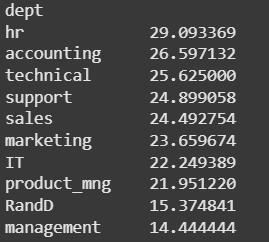 dept
hr 29.093369
accounting 26.597132
technical 25.625000
support 24.899058
sales 24.492754
marketing 23.659674
IT 22.249389
product_mng 21.951220
RandD 15.374841
management 14.444444